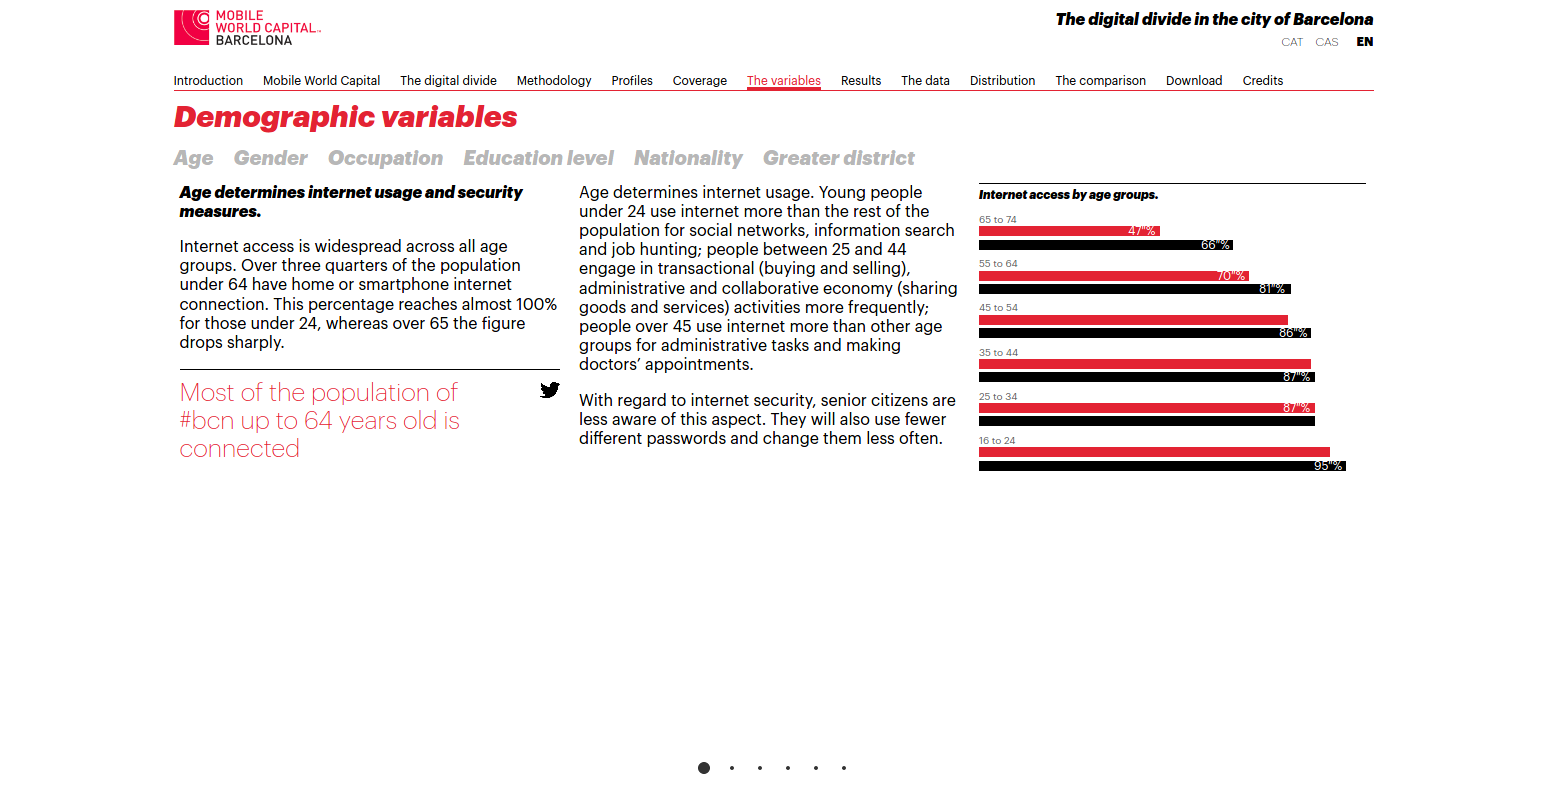 MOBILE
WORLD CAPITAL™
BARCELONA
The digital divide in the city of Barcelona
CAT CAS EN
Introduction Mobile World Capital The digital divide Methodology Profiles Coverage The variables Results The data Distribution The comparison Download Credits
Demographic variables
Age Gender Occupation Education level Nationality Greater district
Age determines internet usage and security
measures.
Internet access is widespread across all age
groups. Over three quarters of the population
under 64 have home or smartphone internet
connection. This percentage reaches almost 100%
for those under 24, whereas over 65 the figure
drops sharply.
Most of the population of
#bcn up to 64 years old is
connected
Age determines internet usage. Young people
under 24 use internet more than the rest of the
population for social networks, information search
and job hunting; people between 25 and 44
engage in transactional (buying and selling),
administrative and collaborative economy (sharing
goods and services) activities more frequently;
people over 45 use internet more than other age
groups for administrative tasks and making
doctors’ appointments.
With regard to internet security, senior citizens are
less aware of this aspect. They will also use fewer
different passwords and change them less often.
Internet access by age groups.
65 to 74
47"%
66"%
55 to 64
70"%
81"%
45 to 54
86"%
35 to 44
87"%
25 to 34
87"%
16 to 24
95"%